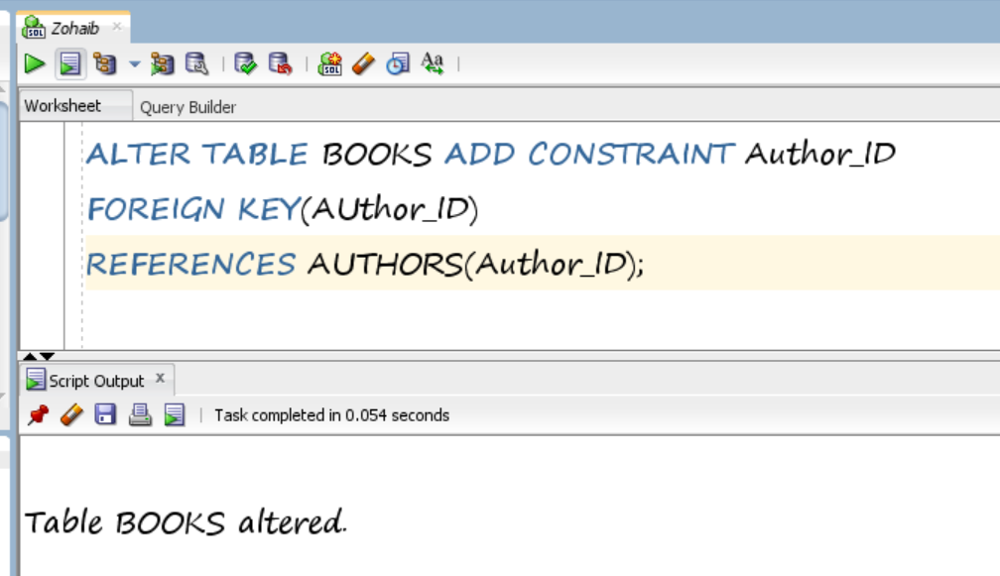 Zohaib
Worksheet Query Builder
ALTER TABLE BOOKS ADD CONSTRAINT Author_ID
FOREIGN KEY(AUthor_ID)
REFERENCES AUTHORS(Author_ID);
Script Output x
Task completed in 0.054 seconds
Table BOOKS altered.